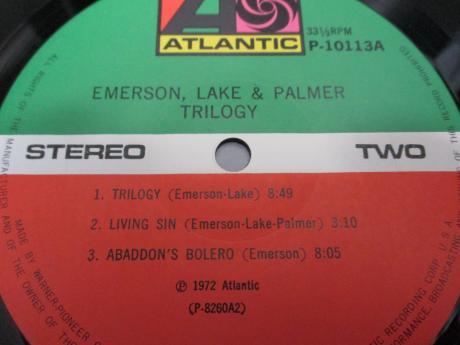 ATLANTIC
33⅓RPM
P-10113A
EMERSON, LAKE & PALMER
TRILOGY
STEREO
TWO
1. TRILOGY (Emerson-Lake) 8:49
2. LIVING SIN (Emerson-Lake-Palmer) 3:10
3. ABADDON'S BOLERO (Emerson) 8:05
Ⓟ 1972 Atlantic
(P-8260A2)
ALL RIGHTS OF THE
MANUFACTURER AND OF THE OWNER OF THE
MADE BY WARNER-PIONEER
RECORD PROHIBITED
RECORDING CORP. U.S.A.
PERFORMANCE, BROADCASTING